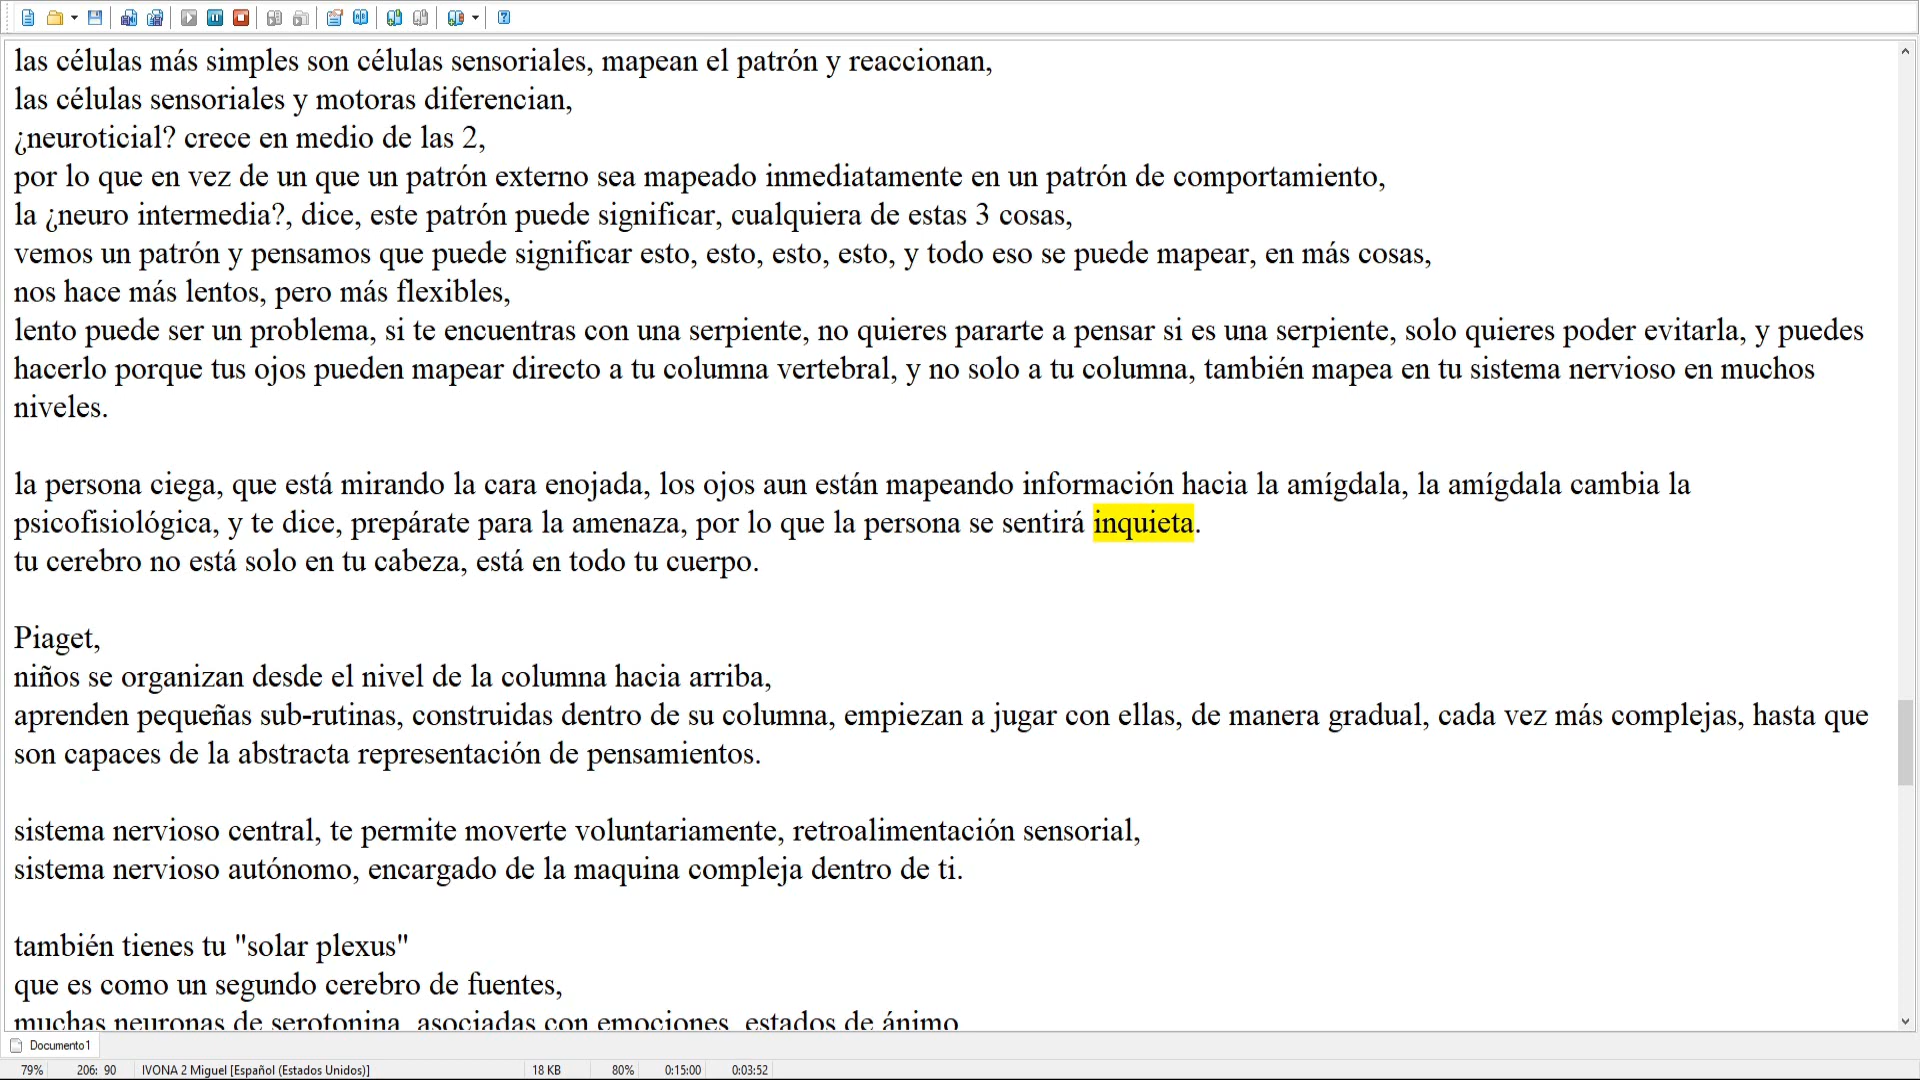 las células más simples son células sensoriales, mapean el patrón y reaccionan,
las células sensoriales y motoras diferencian,
¿neuroticial? crece en medio de las 2,
por lo que en vez de un que un patrón externo sea mapeado inmediatamente en un patrón de comportamiento,
la ¿neuro intermedia?, dice, este patrón puede significar, cualquiera de estas 3 cosas,
vemos un patrón y pensamos que puede significar esto, esto, esto, esto, y todo eso se puede mapear, en más cosas,
nos hace más lentos, pero más flexibles,
lento puede ser un problema, si te encuentras con una serpiente, no quieres pararte a pensar si es una serpiente, solo quieres poder evitarla, y puedes
hacerlo porque tus ojos pueden mapear directo a tu columna vertebral, y no solo a tu columna, también mapea en tu sistema nervioso en muchos
niveles.
la persona ciega, que está mirando la cara enojada, los ojos aun están mapeando información hacia la amígdala, la amígdala cambia la
psicofisiológica, y te dice, prepárate para la amenaza, por lo que la persona se sentirá inquieta.
tu cerebro no está solo en tu cabeza, está en todo tu cuerpo.
Piaget,
niños se organizan desde el nivel de la columna hacia arriba,
aprenden pequeñas sub-rutinas, construidas dentro de su columna, empiezan a jugar con ellas, de manera gradual, cada vez más complejas, hasta que
son capaces de la abstracta representación de pensamientos.
sistema nervioso central, te permite moverte voluntariamente, retroalimentación sensorial,
sistema nervioso autónomo, encargado de la maquina compleja dentro de ti.
también tienes tu "solar plexus"
que es como un segundo cerebro de fuentes,
muchas neuronas de serotonina, asociadas con emociones, estados de ánimo
Documento1
79% 206: 90 IVONA 2 Miguel [Español (Estados Unidos)] 18 KB 80% 0:15:00 0:03:52